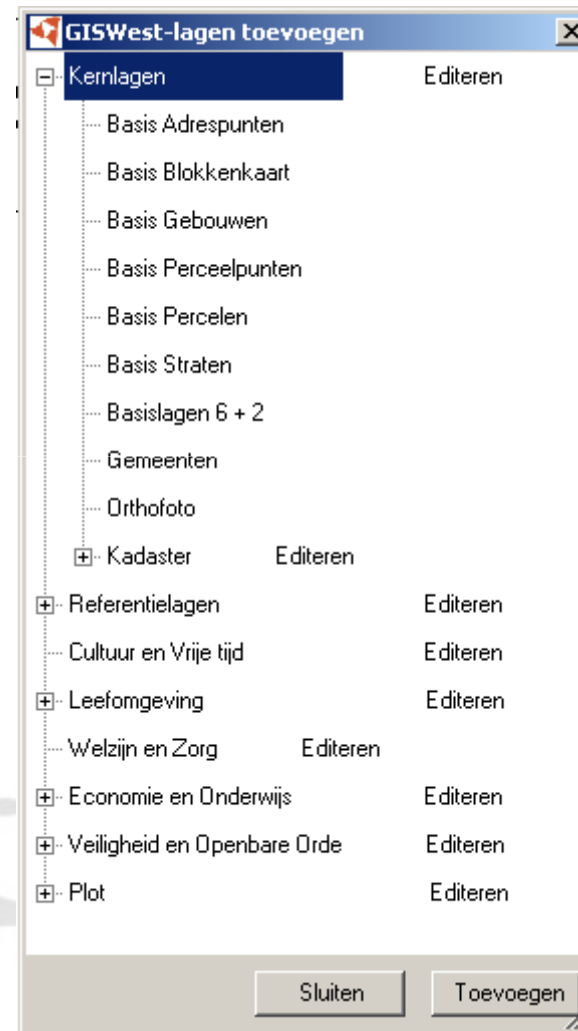 GISWest-lagen toevoegen
Kernlagen Editeren
Basis Adrespunten
Basis Blokkenkaart
Basis Gebouwen
Basis Perceelpunten
Basis Percelen
Basis Straten
Basislagen 6 + 2
Gemeenten
Orthofoto
Kadaster Editeren
Referentielagen Editeren
Cultuur en Vrije tijd Editeren
Leefomgeving Editeren
Welzijn en Zorg Editeren
Economie en Onderwijs Editeren
Veiligheid en Openbare Orde Editeren
Plot Editeren
Sluiten Toevoegen